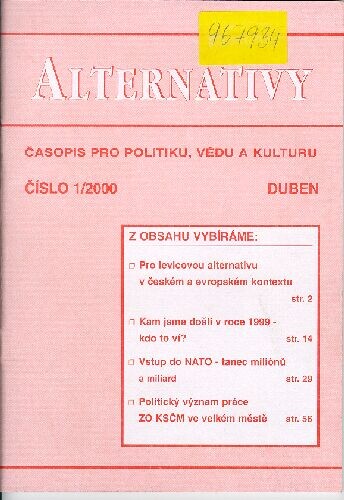 967934
ALTERNATIVY
ČASOPIS PRO POLITIKU, VĚDU A KULTURU
ČÍSLO 1/2000 DUBEN
Z OBSAHU VYBÍRÁME:
Pro levicovou alternativu
v českém a evropském kontextu
str. 2
Kam jsme došli v roce 1999 -
kdo to ví? str. 14
Vstup do NATO - tanec miliónů
a miliard str. 29
Politický význam práce
ZO KSČM ve velkém městě str. 56